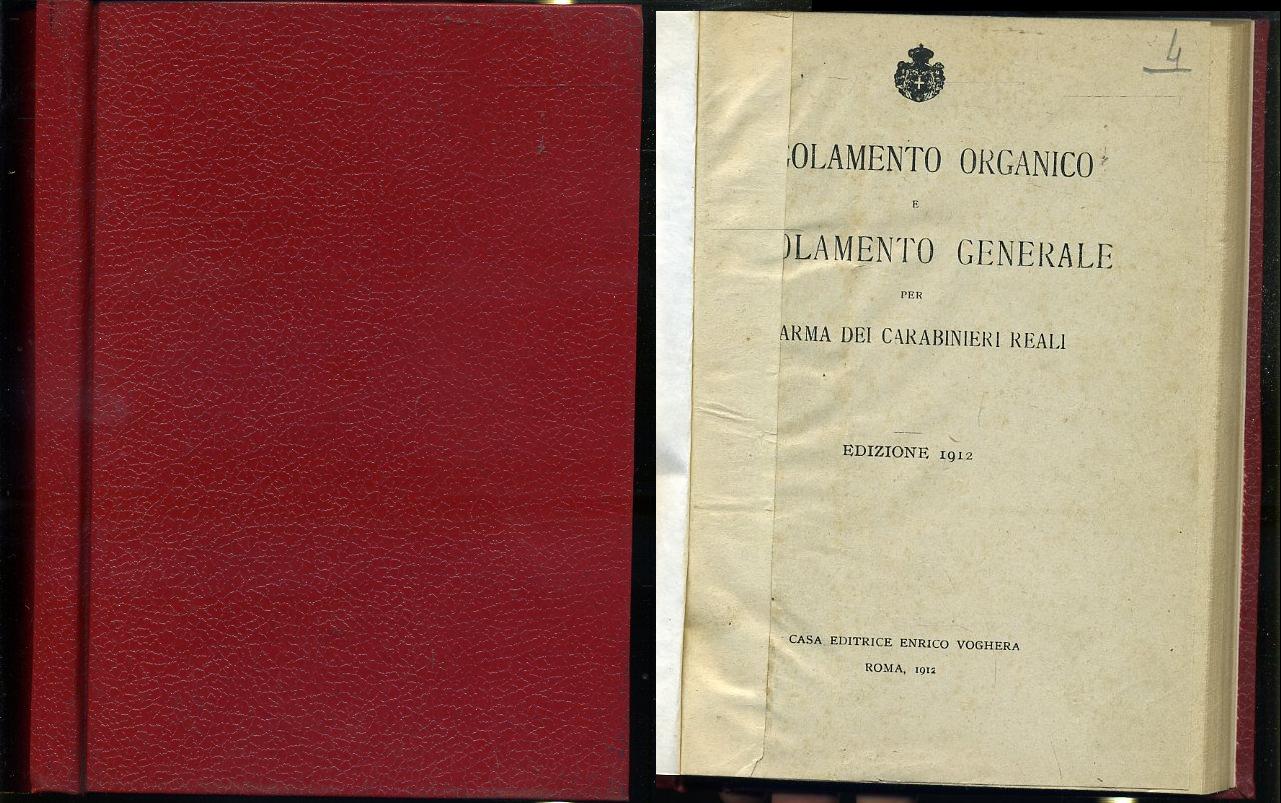 4
GOLAMENTO ORGANICO
E
OLAMENTO GENERALE
PER
ARMA DEI CARABINIERI REALI
EDIZIONE 1912
CASA EDITRICE ENRICO VOGHERA
ROMA, 1912